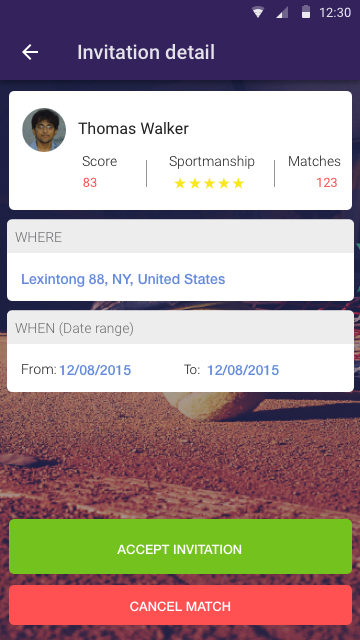 12:30
Invitation detail
Thomas Walker
Score Sportmanship Matches
83 ★★★★★ 123
WHERE
Lexintong 88, NY, United States
WHEN (Date range)
From: 12/08/2015 To: 12/08/2015
ACCEPT INVITATION
CANCEL MATCH